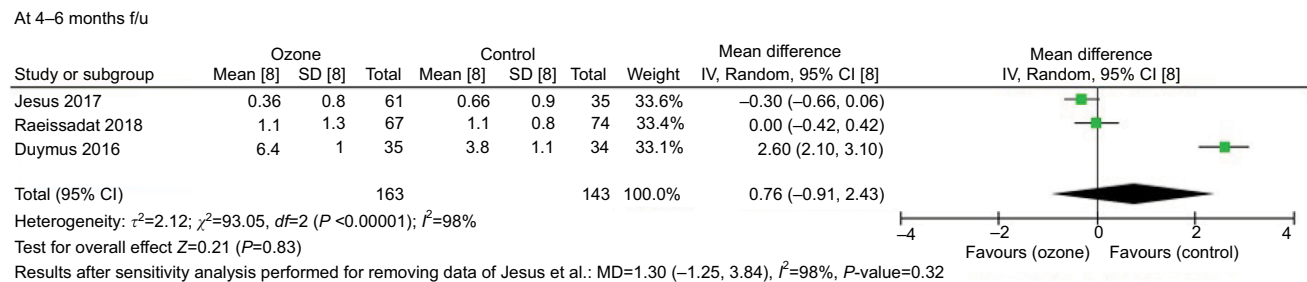 At 4–6 months f/u
Ozone Control Mean difference Mean difference
Study or subgroup Mean [8] SD [8] Total Mean [8] SD [8] Total Weight IV, Random, 95% CI [8] IV, Random, 95% CI [8]
Jesus 2017 0.36 0.8 61 0.66 0.9 35 33.6% –0.30 (–0.66, 0.06)
Raeissadat 2018 1.1 1.3 67 1.1 0.8 74 33.4% 0.00 (–0.42, 0.42)
Duymus 2016 6.4 1 35 3.8 1.1 34 33.1% 2.60 (2.10, 3.10)
Total (95% CI) 163 143 100.0% 0.76 (–0.91, 2.43)
Heterogeneity: τ²=2.12; χ²=93.05, df=2 (P <0.00001); I²=98%
–4 –2 0 2 4
Test for overall effect Z=0.21 (P=0.83)
Favours (ozone) Favours (control)
Results after sensitivity analysis performed for removing data of Jesus et al.: MD=1.30 (–1.25, 3.84), I²=98%, P-value=0.32